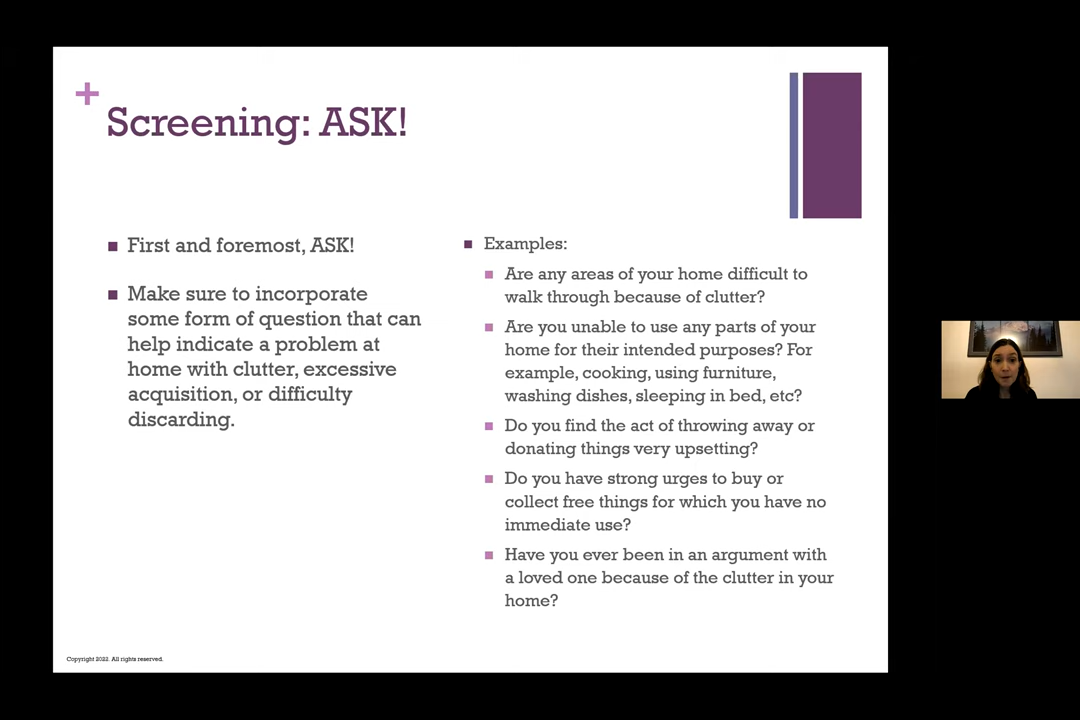 +
Screening: ASK!
First and foremost, ASK!
Make sure to incorporate
some form of question that can
help indicate a problem at
home with clutter, excessive
acquisition, or difficulty
discarding.
Examples:
Are any areas of your home difficult to
walk through because of clutter?
Are you unable to use any parts of your
home for their intended purposes? For
example, cooking, using furniture,
washing dishes, sleeping in bed, etc?
Do you find the act of throwing away or
donating things very upsetting?
Do you have strong urges to buy or
collect free things for which you have no
immediate use?
Have you ever been in an argument with
a loved one because of the clutter in your
home?
Copyright 2022. All rights reserved.